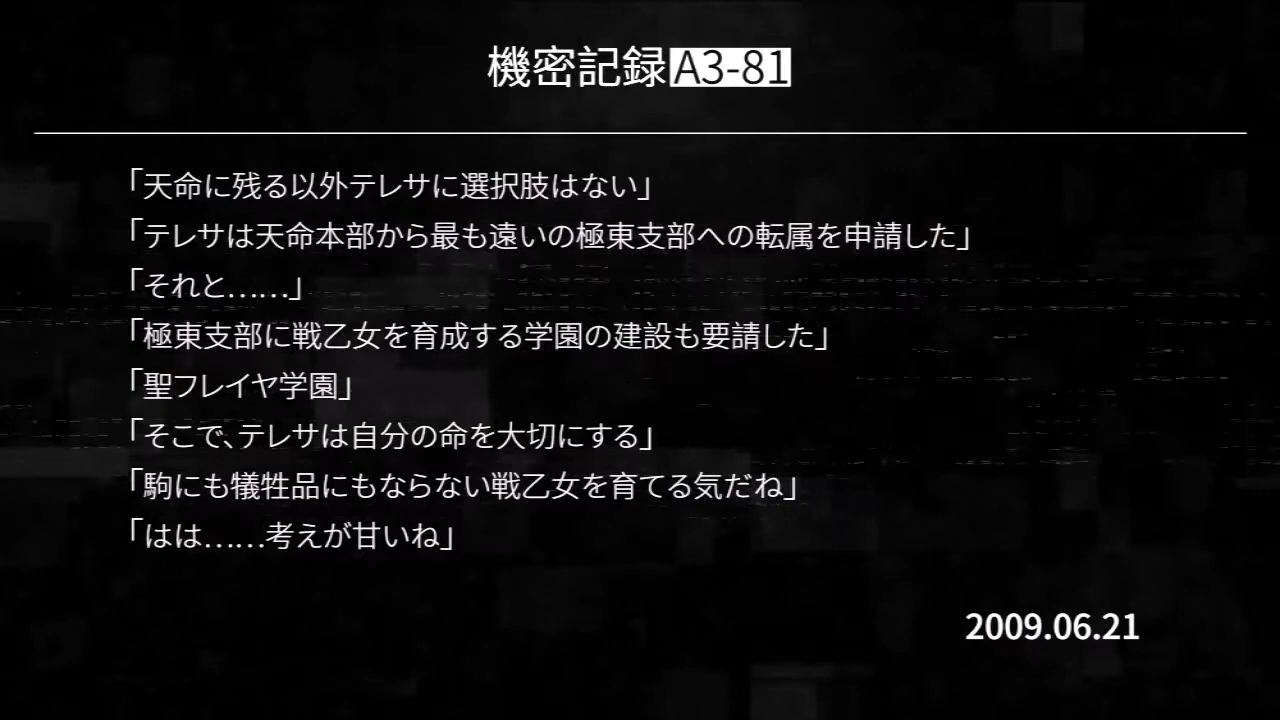 機密記録A3-81
「天命に残る以外テレサに選択肢はない」
「テレサは天命本部から最も遠いの極東支部への転属を申請した」
「それと……」
「極東支部に戦乙女を育成する学園の建設も要請した」
「聖フレイヤ学園」
「そこで、テレサは自分の命を大切にする」
「駒にも犠牲品にもならない戦乙女を育てる気だね」
「はは……考えが甘いね」
2009.06.21